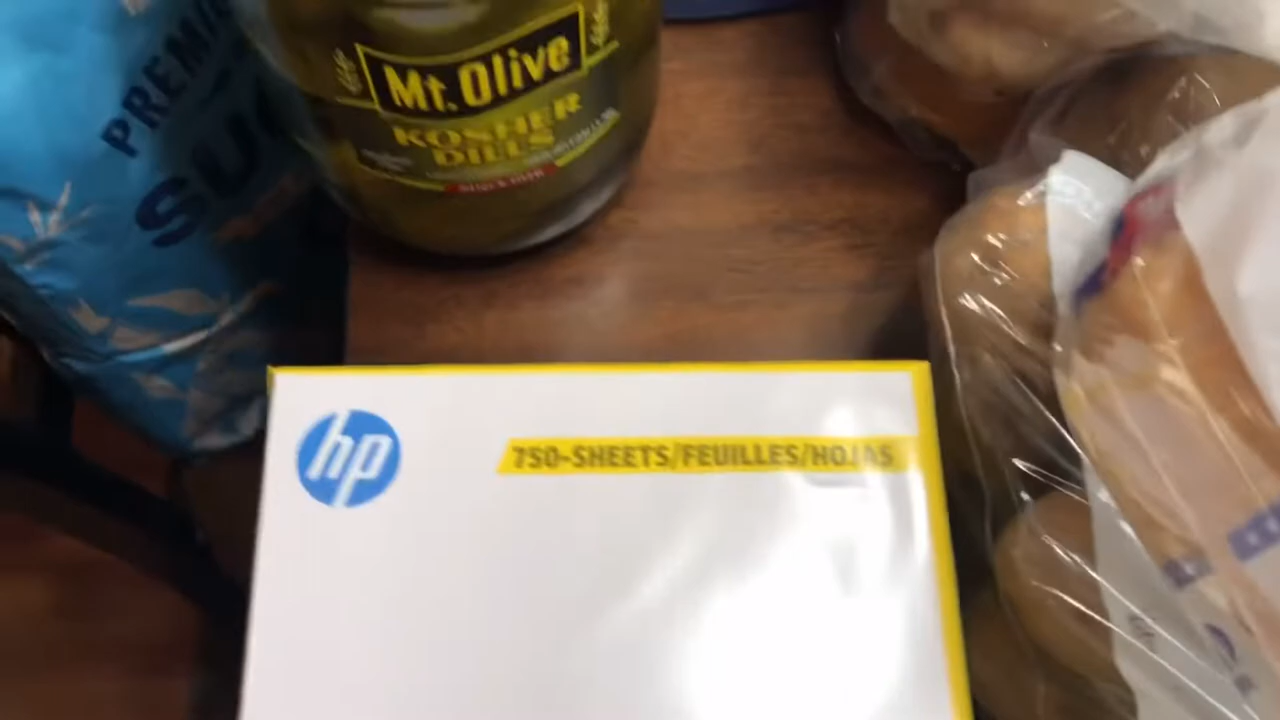 PREMI
SU
Mt. Olive
KOSHER
DILLS
hp
750-SHEETS/FEUILLES/HOJAS